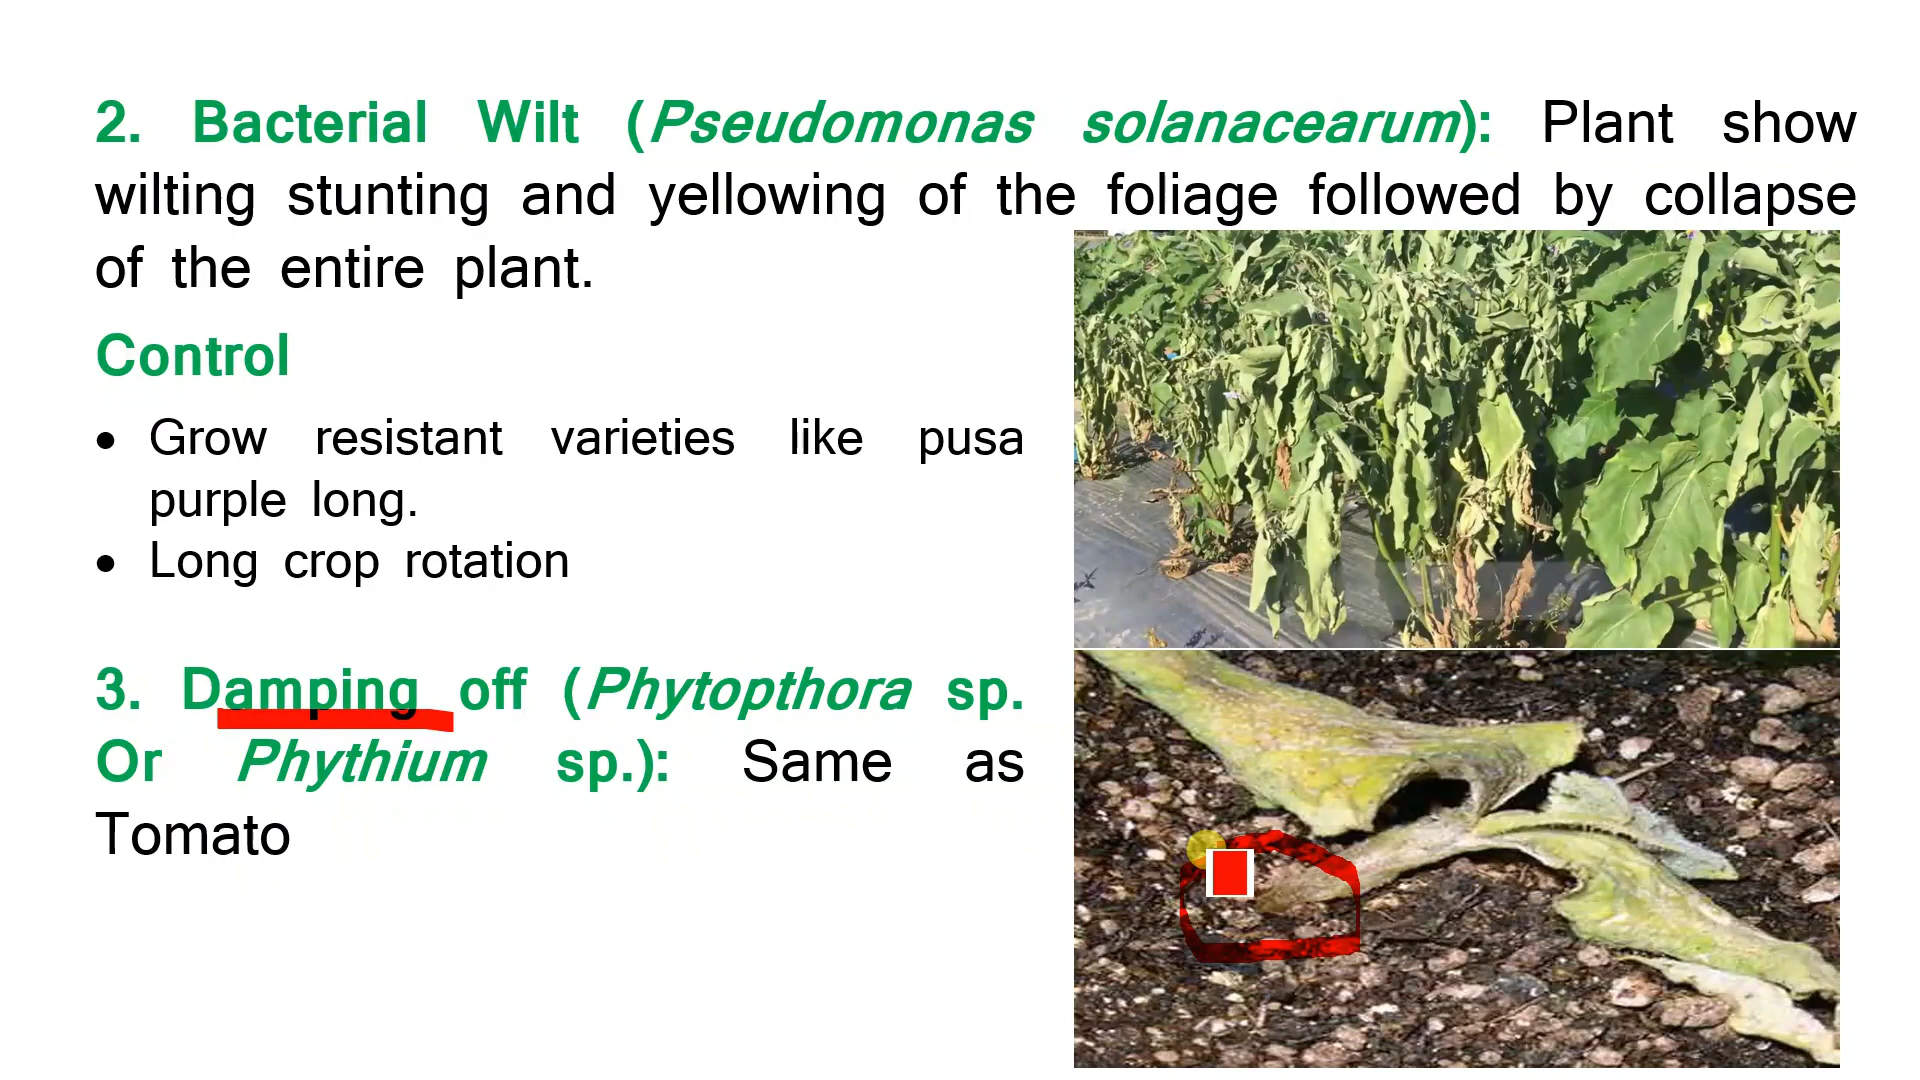 2. Bacterial Wilt (Pseudomonas solanacearum): Plant show
wilting stunting and yellowing of the foliage followed by collapse
of the entire plant.
Control
• Grow resistant varieties like pusa
purple long.
• Long crop rotation
3. Damping off (Phytopthora sp.
Or Phythium sp.): Same as
Tomato